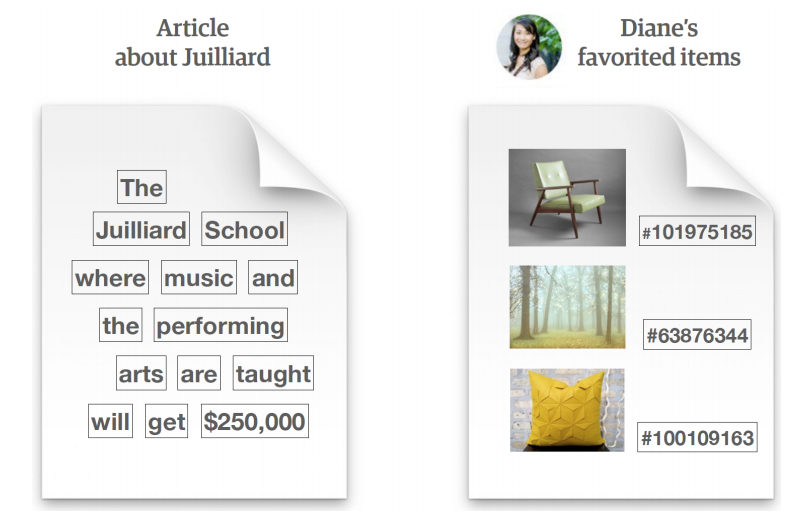 Article
about Juilliard
The
Juilliard School
where music and
the performing
arts are taught
will get $250,000
Diane's
favorited items
#101975185
#63876344
#100109163